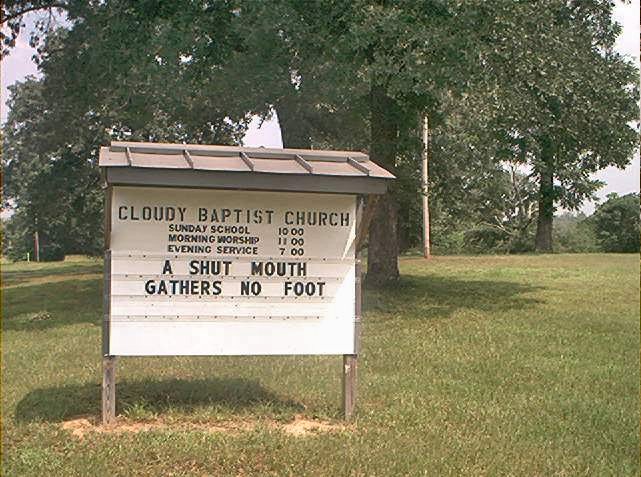 CLOUDY BAPTIST CHURCH
SUNDAY SCHOOL 10 00
MORNING WORSHIP 11 00
EVENING SERVICE 7 00
A SHUT MOUTH
GATHERS NO FOOT